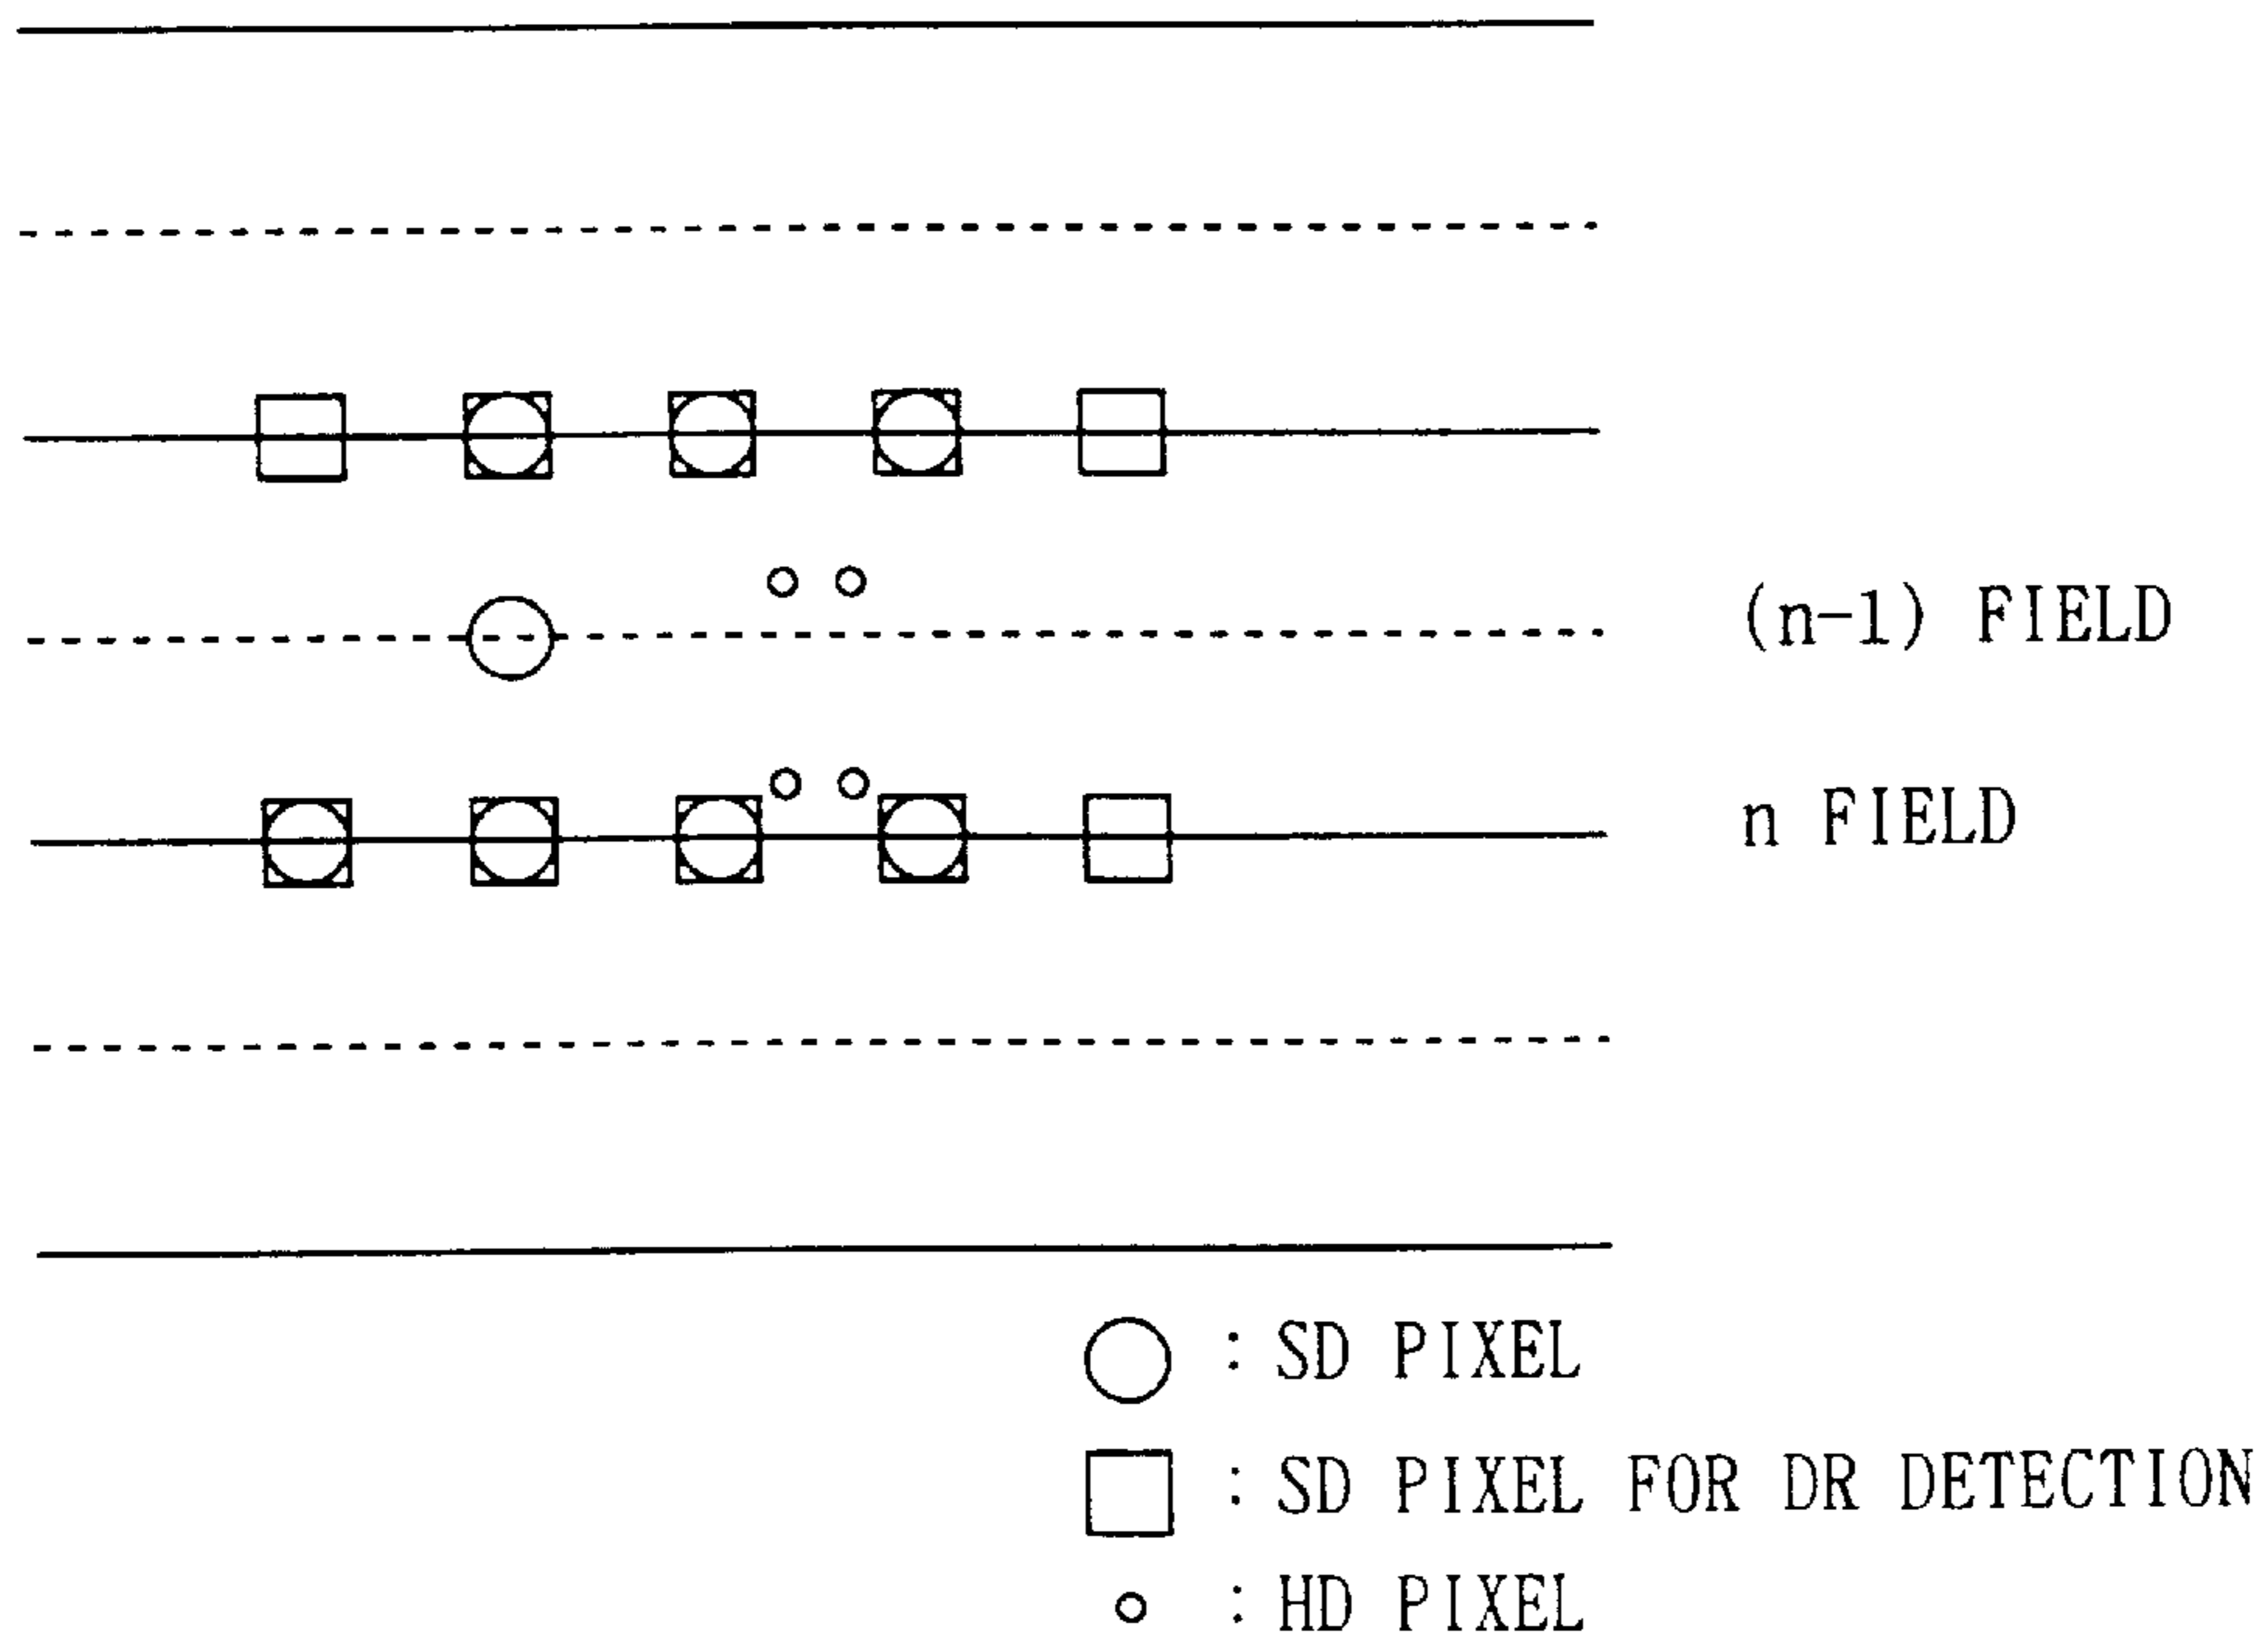 (n-1) FIELD
n FIELD
: SD PIXEL
: SD PIXEL FOR DR DETECTION
: HD PIXEL